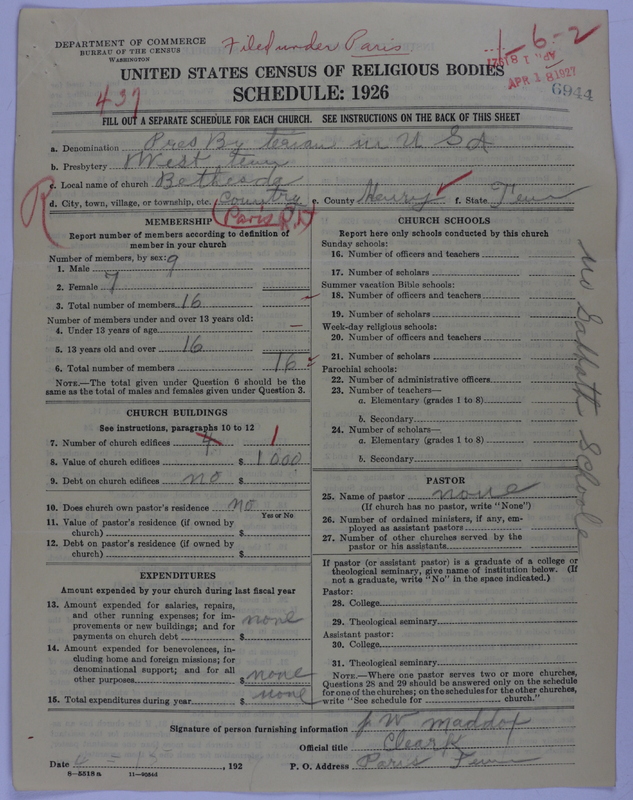 DEPARTMENT OF COMMERCE
BUREAU OF THE CENSUS
WASHINGTON
Filed under Paris
1-6-2
APR 18 1927
APR 18 1927
6944
UNITED STATES CENSUS OF RELIGIOUS BODIES
SCHEDULE: 1926
437
FILL OUT A SEPARATE SCHEDULE FOR EACH CHURCH. SEE INSTRUCTIONS ON THE BACK OF THIS SHEET
a. Denomination Presbyterian in U S A
b. Presbytery West Tenn
c. Local name of church Bethesda
d. City, town, village, or township, etc. Country e. County Henry f. State Tenn
R
Paris R.1
MEMBERSHIP
Report number of members according to definition of
member in your church
Number of members, by sex:
1. Male 9
2. Female 7
3. Total number of members 16
Number of members under and over 13 years old:
4. Under 13 years of age —
5. 13 years old and over 16
6. Total number of members 16
NOTE.—The total given under Question 6 should be the
same as the total of males and females given under Question 3.
CHURCH BUILDINGS
See instructions, paragraphs 10 to 12
7. Number of church edifices 1
8. Value of church edifices $ 1000
9. Debt on church edifices no $
10. Does church own pastor's residence no
Yes or No
11. Value of pastor's residence (if owned by
church) $
12. Debt on pastor's residence (if owned by
church) $
EXPENDITURES
Amount expended by your church during last fiscal year
13. Amount expended for salaries, repairs,
and other running expenses; for im-
provements or new buildings; and for
payments on church debt $ none
14. Amount expended for benevolences, in-
cluding home and foreign missions; for
denominational support; and for all
other purposes $ none
15. Total expenditures during year $ none
CHURCH SCHOOLS
Report here only schools conducted by this church
Sunday schools:
16. Number of officers and teachers
17. Number of scholars
Summer vacation Bible schools:
18. Number of officers and teachers
19. Number of scholars
Week-day religious schools:
20. Number of officers and teachers
21. Number of scholars
Parochial schools:
22. Number of administrative officers
23. Number of teachers—
a. Elementary (grades 1 to 8)
b. Secondary
24. Number of scholars—
a. Elementary (grades 1 to 8)
b. Secondary
no Sabbath Schools
PASTOR
25. Name of pastor none
(If church has no pastor, write "None")
26. Number of ordained ministers, if any, em-
ployed as assistant pastors
27. Number of other churches served by the
pastor or his assistants
If pastor (or assistant pastor) is a graduate of a college or
theological seminary, give name of institution below. (If
not a graduate, write "No" in the space indicated.)
Pastor:
28. College
29. Theological seminary
Assistant pastor:
30. College
31. Theological seminary
NOTE.—Where one pastor serves two or more churches,
Questions 28 and 29 should be answered only on the schedule
for one of the churches; on the schedules for the other churches,
write "See schedule for church."
Signature of person furnishing information J W Maddox
Official title Cleark
Date , 192
P. O. Address Paris Tenn
8—5518a 11—9054d